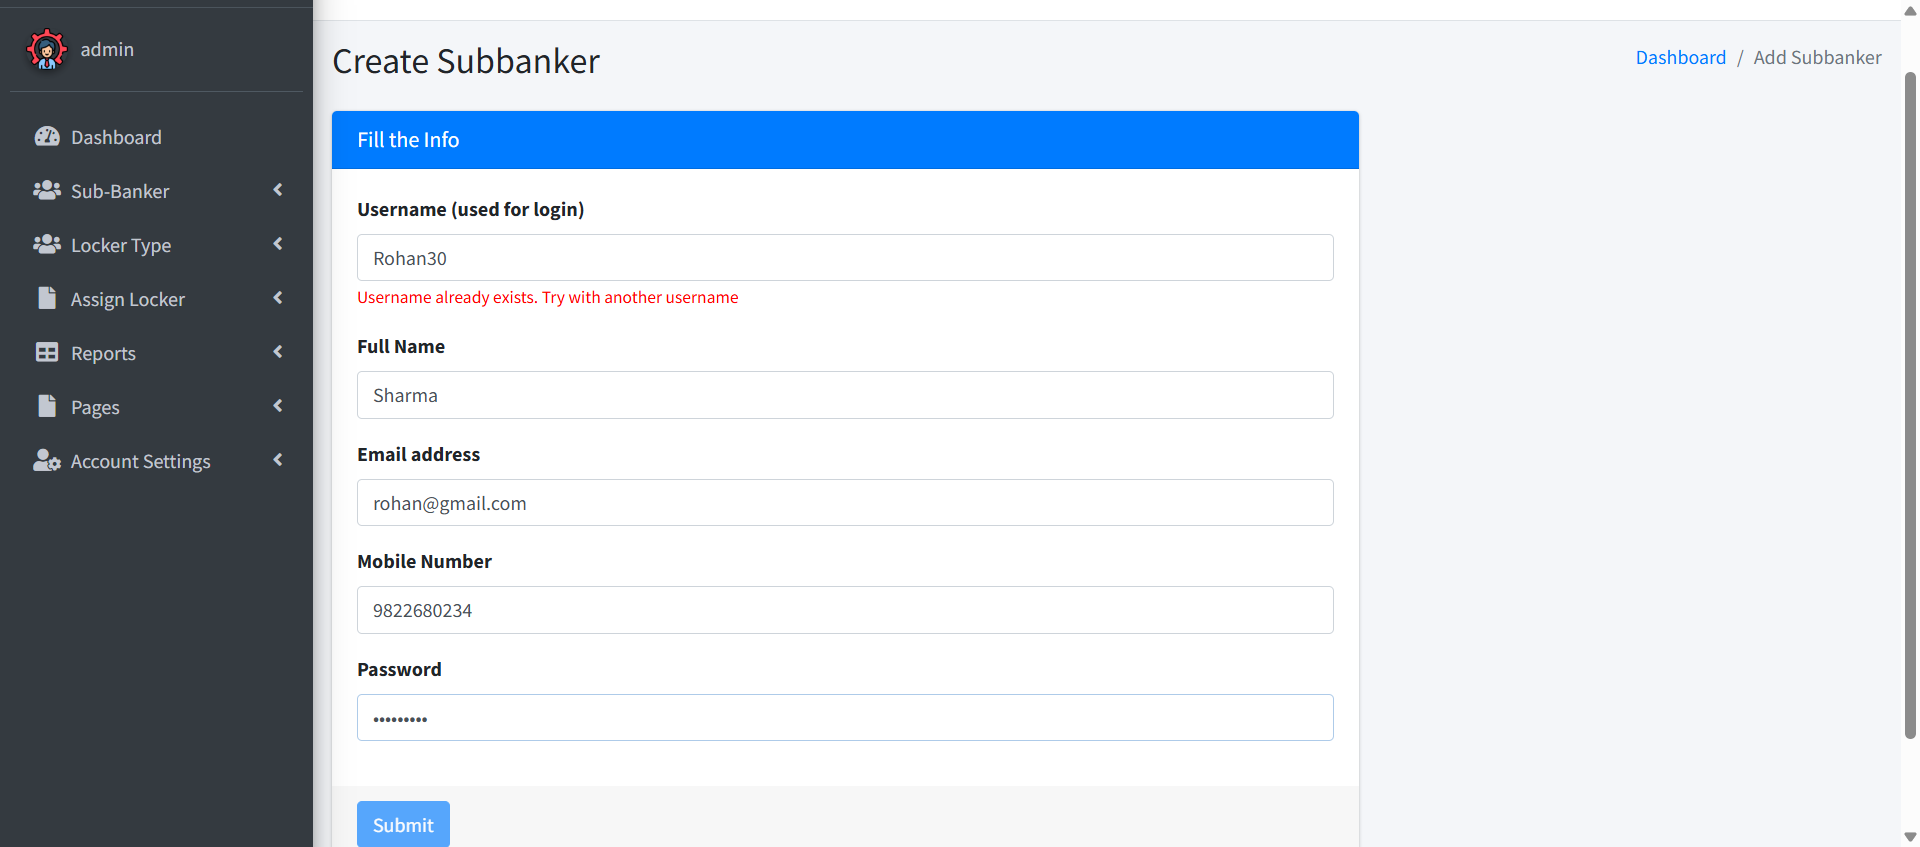 admin
Dashboard
Sub-Banker
Locker Type
Assign Locker
Reports
Pages
Account Settings
Create Subbanker
Dashboard / Add Subbanker
Fill the Info
Username (used for login)
Rohan30
Username already exists. Try with another username
Full Name
Sharma
Email address
rohan@gmail.com
Mobile Number
9822680234
Password
•••••••••
Submit